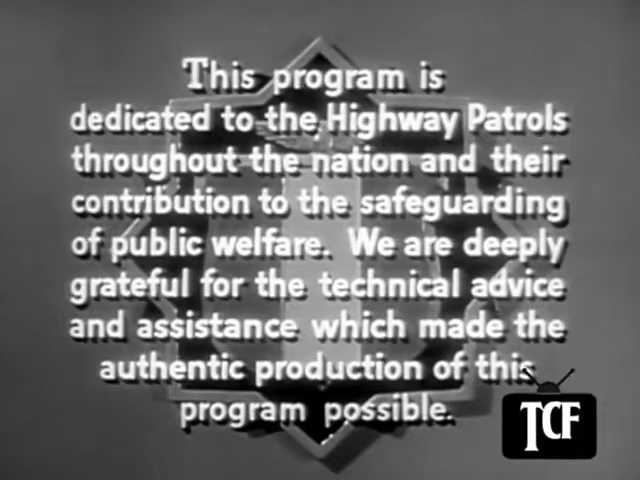 This program is
dedicated to the Highway Patrols
throughout the nation and their
contribution to the safeguarding
of public welfare. We are deeply
grateful for the technical advice
and assistance which made the
authentic production of this
program possible.
TCF